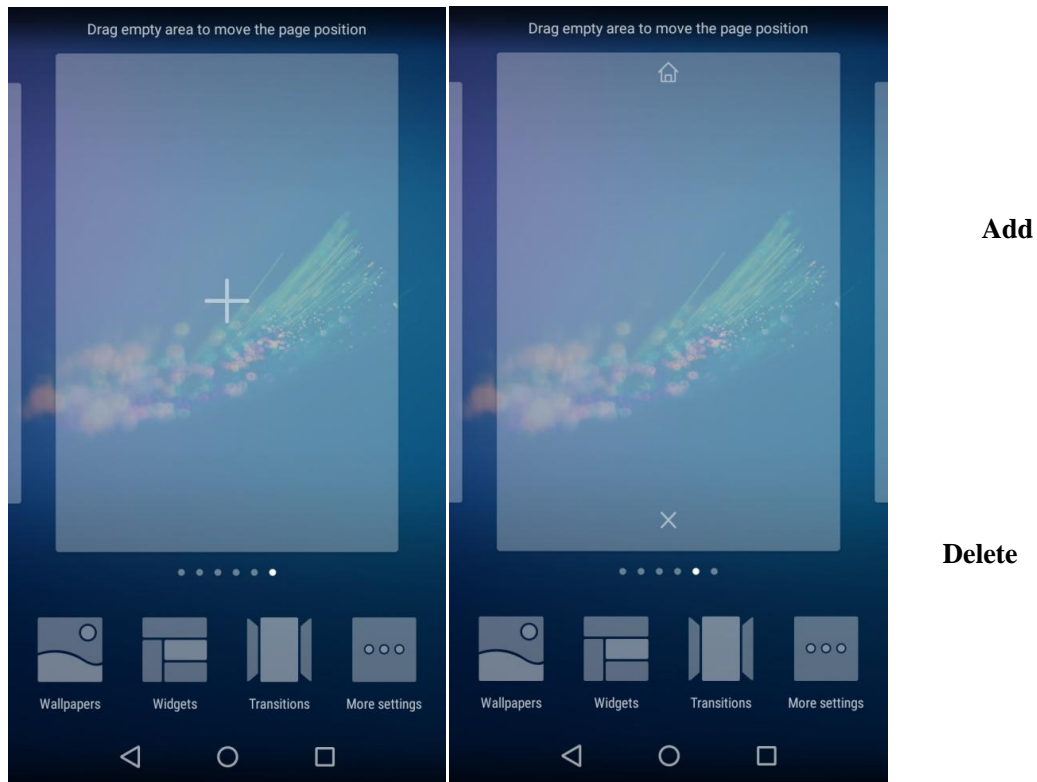 Drag empty area to move the page position
Wallpapers Widgets Transitions More settings
Drag empty area to move the page position
Wallpapers Widgets Transitions More settings
Add
Delete